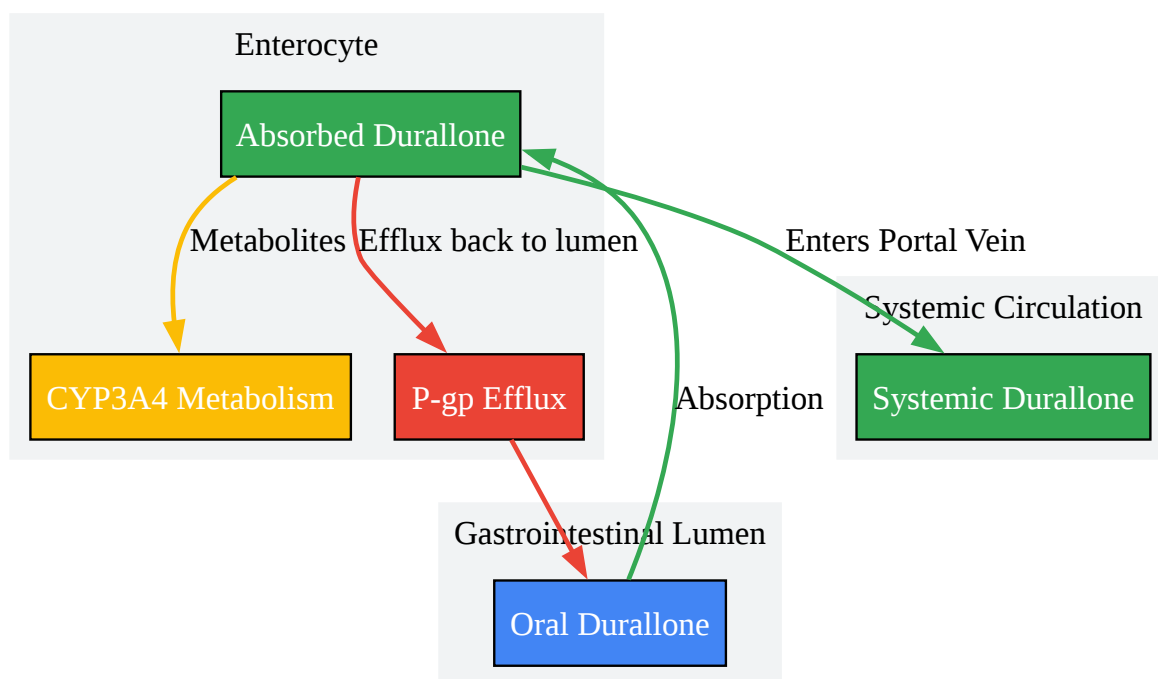 Enterocyte
Absorbed Durallone
Metabolites
Efflux back to lumen
Enters Portal Vein
Systemic Circulation
CYP3A4 Metabolism
P-gp Efflux
Absorption
Systemic Durallone
Gastrointestinal Lumen
Oral Durallone